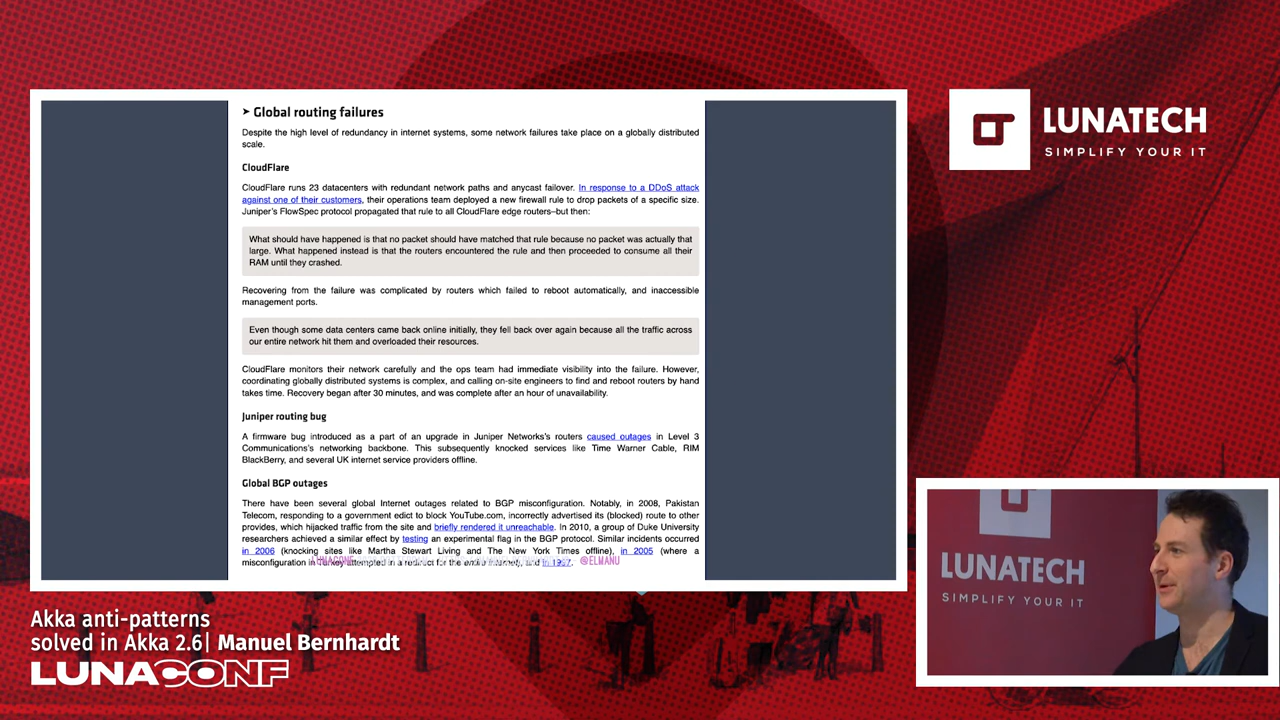 ➤ Global routing failures
Despite the high level of redundancy in internet systems, some network failures take place on a globally distributed
scale.
CloudFlare
CloudFlare runs 23 datacenters with redundant network paths and anycast failover. In response to a DDoS attack
against one of their customers, their operations team deployed a new firewall rule to drop packets of a specific size.
Juniper's FlowSpec protocol propagated that rule to all CloudFlare edge routers–but then:
What should have happened is that no packet should have matched that rule because no packet was actually that
large. What happened instead is that the routers encountered the rule and then proceeded to consume all their
RAM until they crashed.
Recovering from the failure was complicated by routers which failed to reboot automatically, and inaccessible
management ports.
Even though some data centers came back online initially, they fell back over again because all the traffic across
our entire network hit them and overloaded their resources.
CloudFlare monitors their network carefully and the ops team had immediate visibility into the failure. However,
coordinating globally distributed systems is complex, and calling on-site engineers to find and reboot routers by hand
takes time. Recovery began after 30 minutes, and was complete after an hour of unavailability.
Juniper routing bug
A firmware bug introduced as a part of an upgrade in Juniper Networks's routers caused outages in Level 3
Communications's networking backbone. This subsequently knocked services like Time Warner Cable, RIM
BlackBerry, and several UK internet service providers offline.
Global BGP outages
There have been several global Internet outages related to BGP misconfiguration. Notably, in 2008, Pakistan
Telecom, responding to a government edict to block YouTube.com, incorrectly advertised its (blocked) route to other
provides, which hijacked traffic from the site and briefly rendered it unreachable. In 2010, a group of Duke University
researchers achieved a similar effect by testing an experimental flag in the BGP protocol. Similar incidents occurred
in 2006 (knocking sites like Martha Stewart Living and The New York Times offline), in 2005 (where a
misconfiguration in Turkey attempted in a redirect for the entire internet), and in 1997.
@ELMANU
LUNATECH
SIMPLIFY YOUR IT
LUNATECH
SIMPLIFY YOUR IT
Akka anti-patterns
solved in Akka 2.6| Manuel Bernhardt
LUNACONF